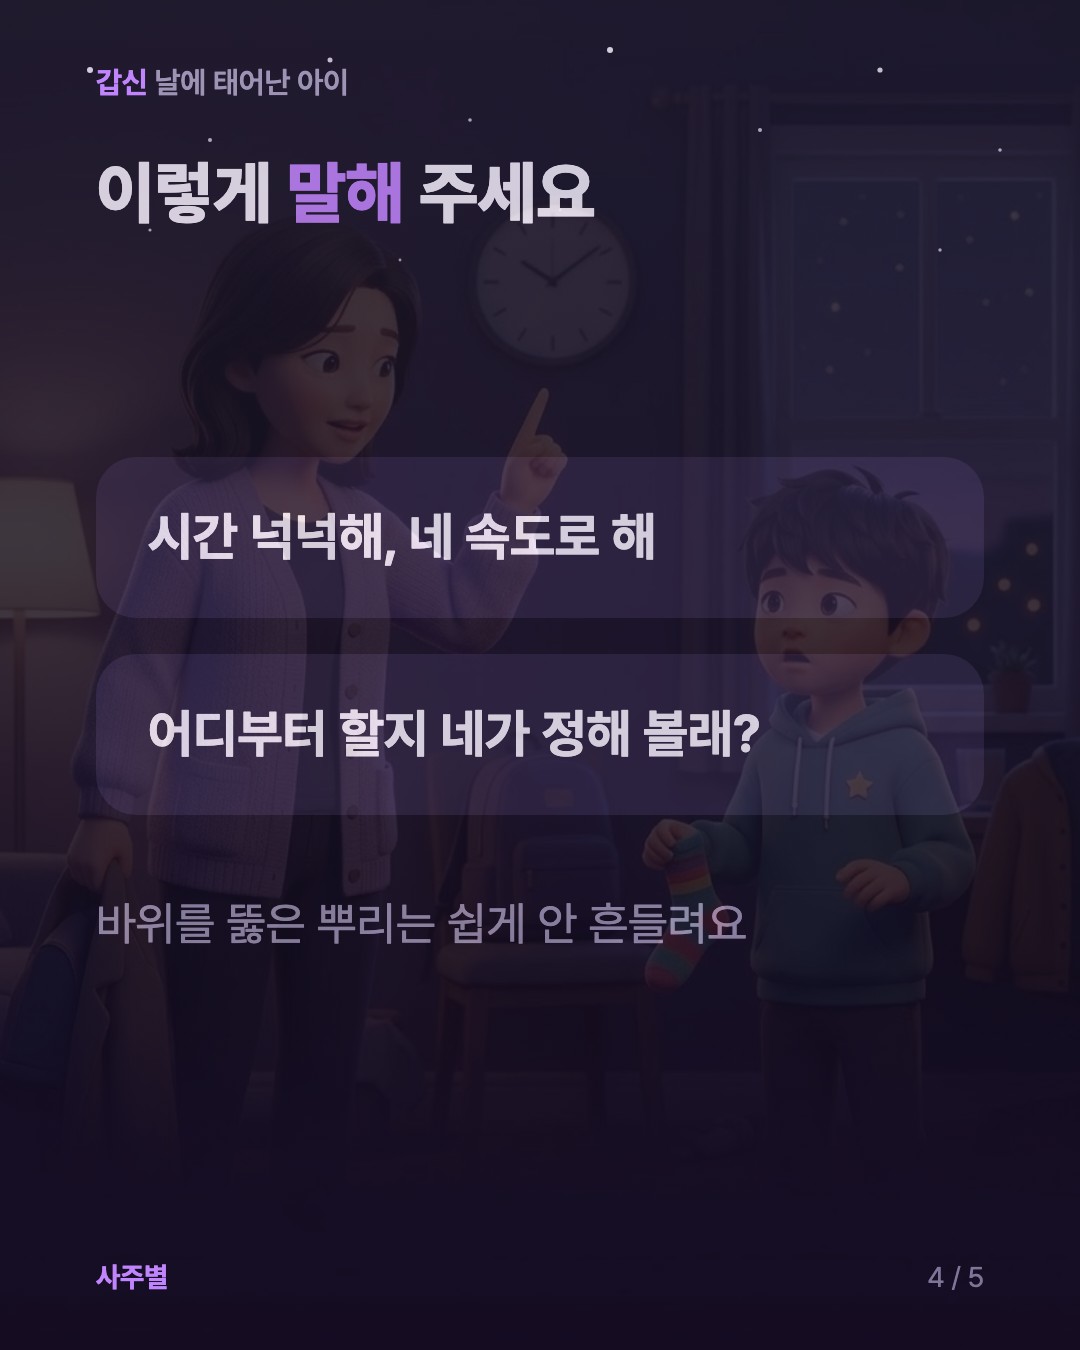 갑신 날에 태어난 아이
이렇게 말해 주세요
시간 넉넉해, 네 속도로 해
어디부터 할지 네가 정해 볼래?
바위를 뚫은 뿌리는 쉽게 안 흔들려요
사주별
4 / 5